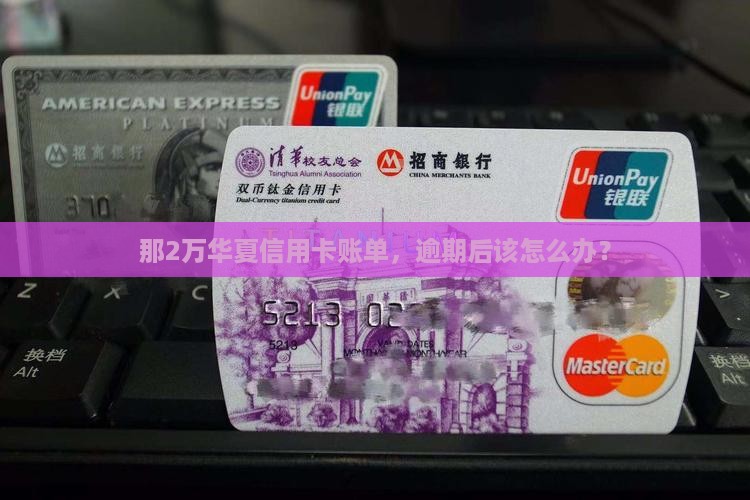 UnionPay
银联
AMERICAN EXPRESS
PLATINUM
招商银行
370
清华校友总会
Tsinghua Alumni Association
招商银行
CHINA MERCHANTS BANK
双币钛金信用卡
Dual-Currency titanium credit card
UnionPay
银联
那2万华夏信用卡账单，逾期后该怎么办？
5213 02
5213
MasterCard
换档
Alt
换档
Alt